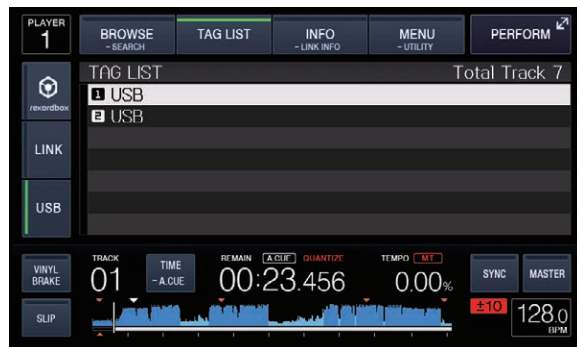 PLAYER
1
BROWSE
– SEARCH
TAG LIST
INFO
– LINK INFO
MENU
– UTILITY
PERFORM
rekordbox
LINK
USB
TAG LIST
Total Track 7
1 USB
2 USB
VINYL
BRAKE
SLIP
TRACK
01
TIME
– A.CUE
REMAIN A.CUE QUANTIZE
00:23.456
TEMPO MT
0.00%
SYNC
MASTER
±10
128.0
BPM